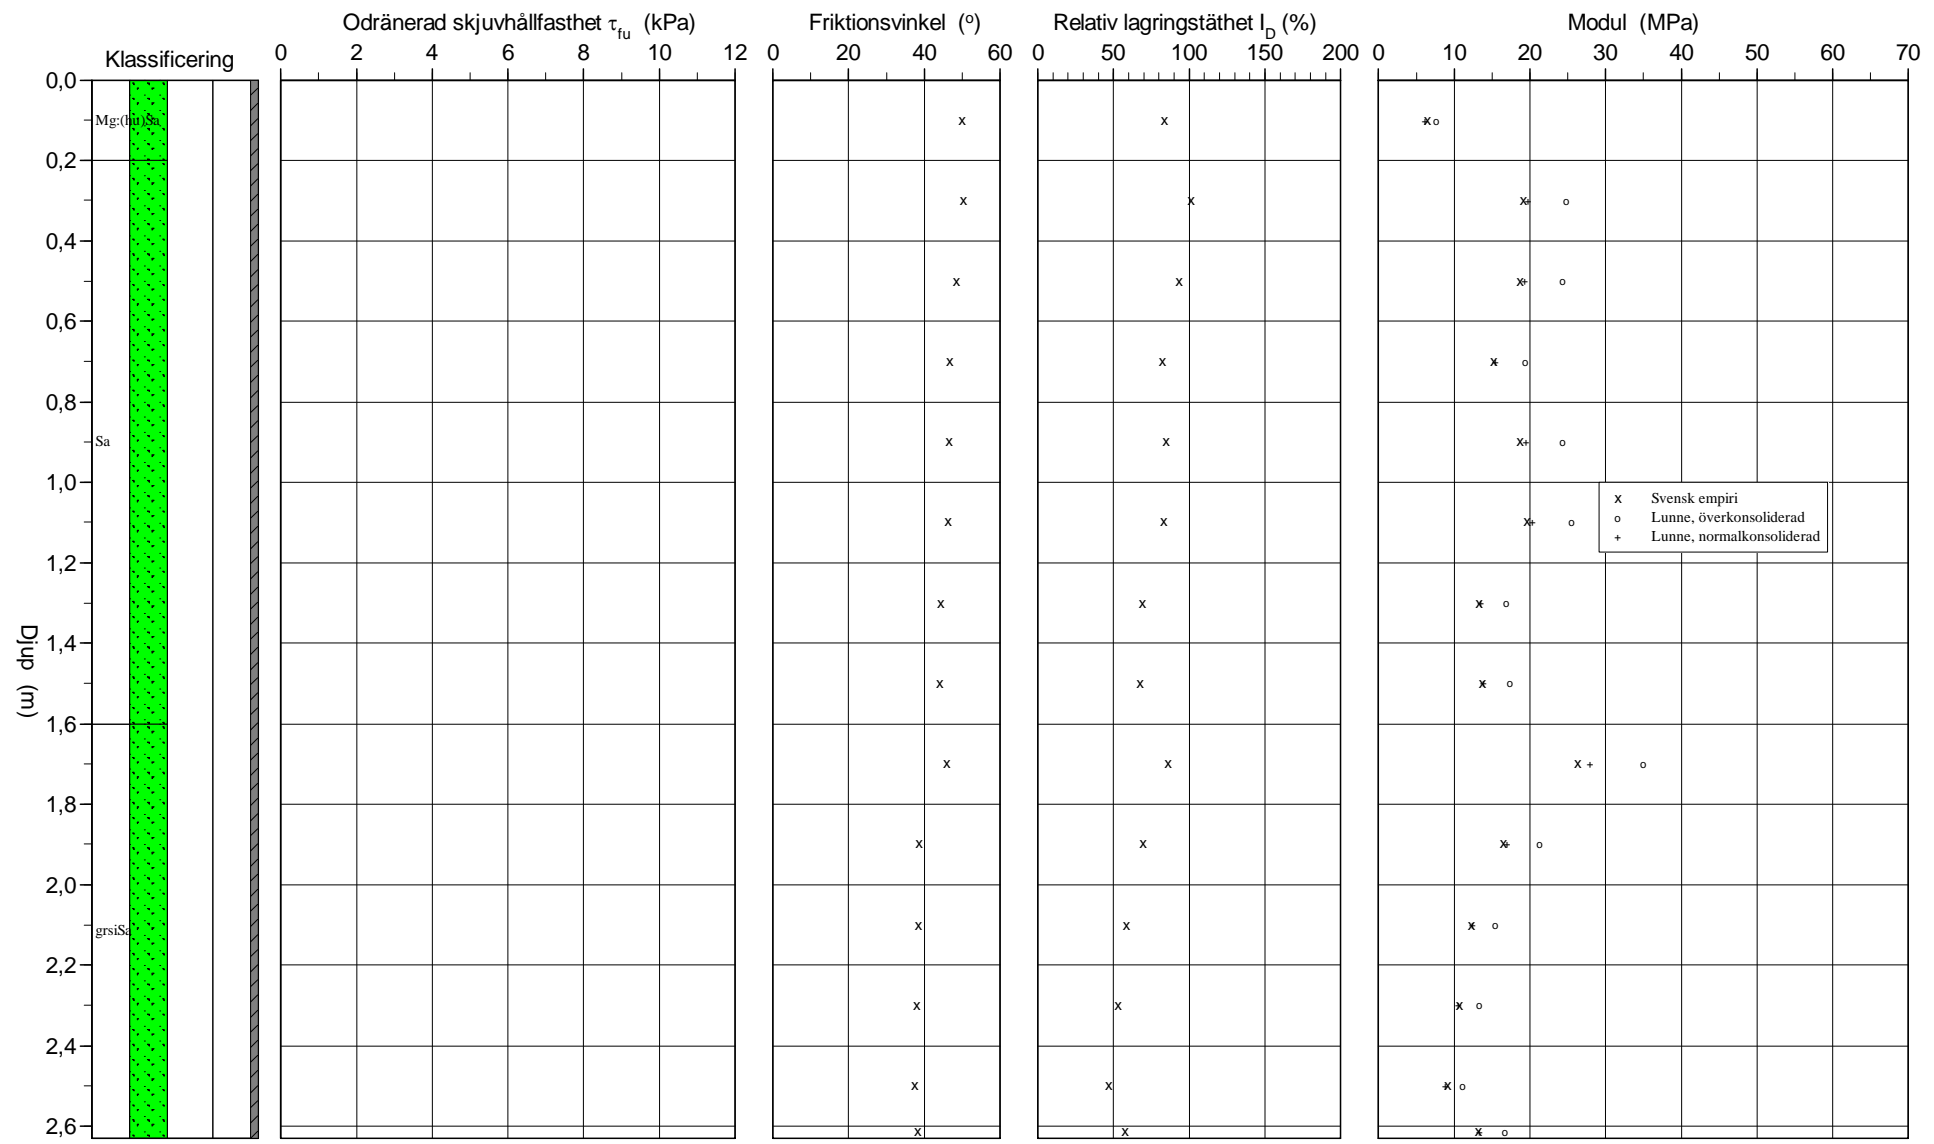 Odränerad skjuvhållfasthet τfu (kPa)
Friktionsvinkel (°)
Relativ lagringstäthet ID (%)
Modul (MPa)
Klassificering
0 2 4 6 8 10 12
0 20 40 60
0 50 100 150 200
0 10 20 30 40 50 60 70
0,0
Mg:(hu)Sa
0,2
0,4
0,6
0,8
Sa
1,0
x Svensk empiri
o Lunne, överkonsoliderad
+ Lunne, normalkonsoliderad
1,2
1,4
Djup (m)
1,6
1,8
2,0
grsiSa
2,2
2,4
2,6